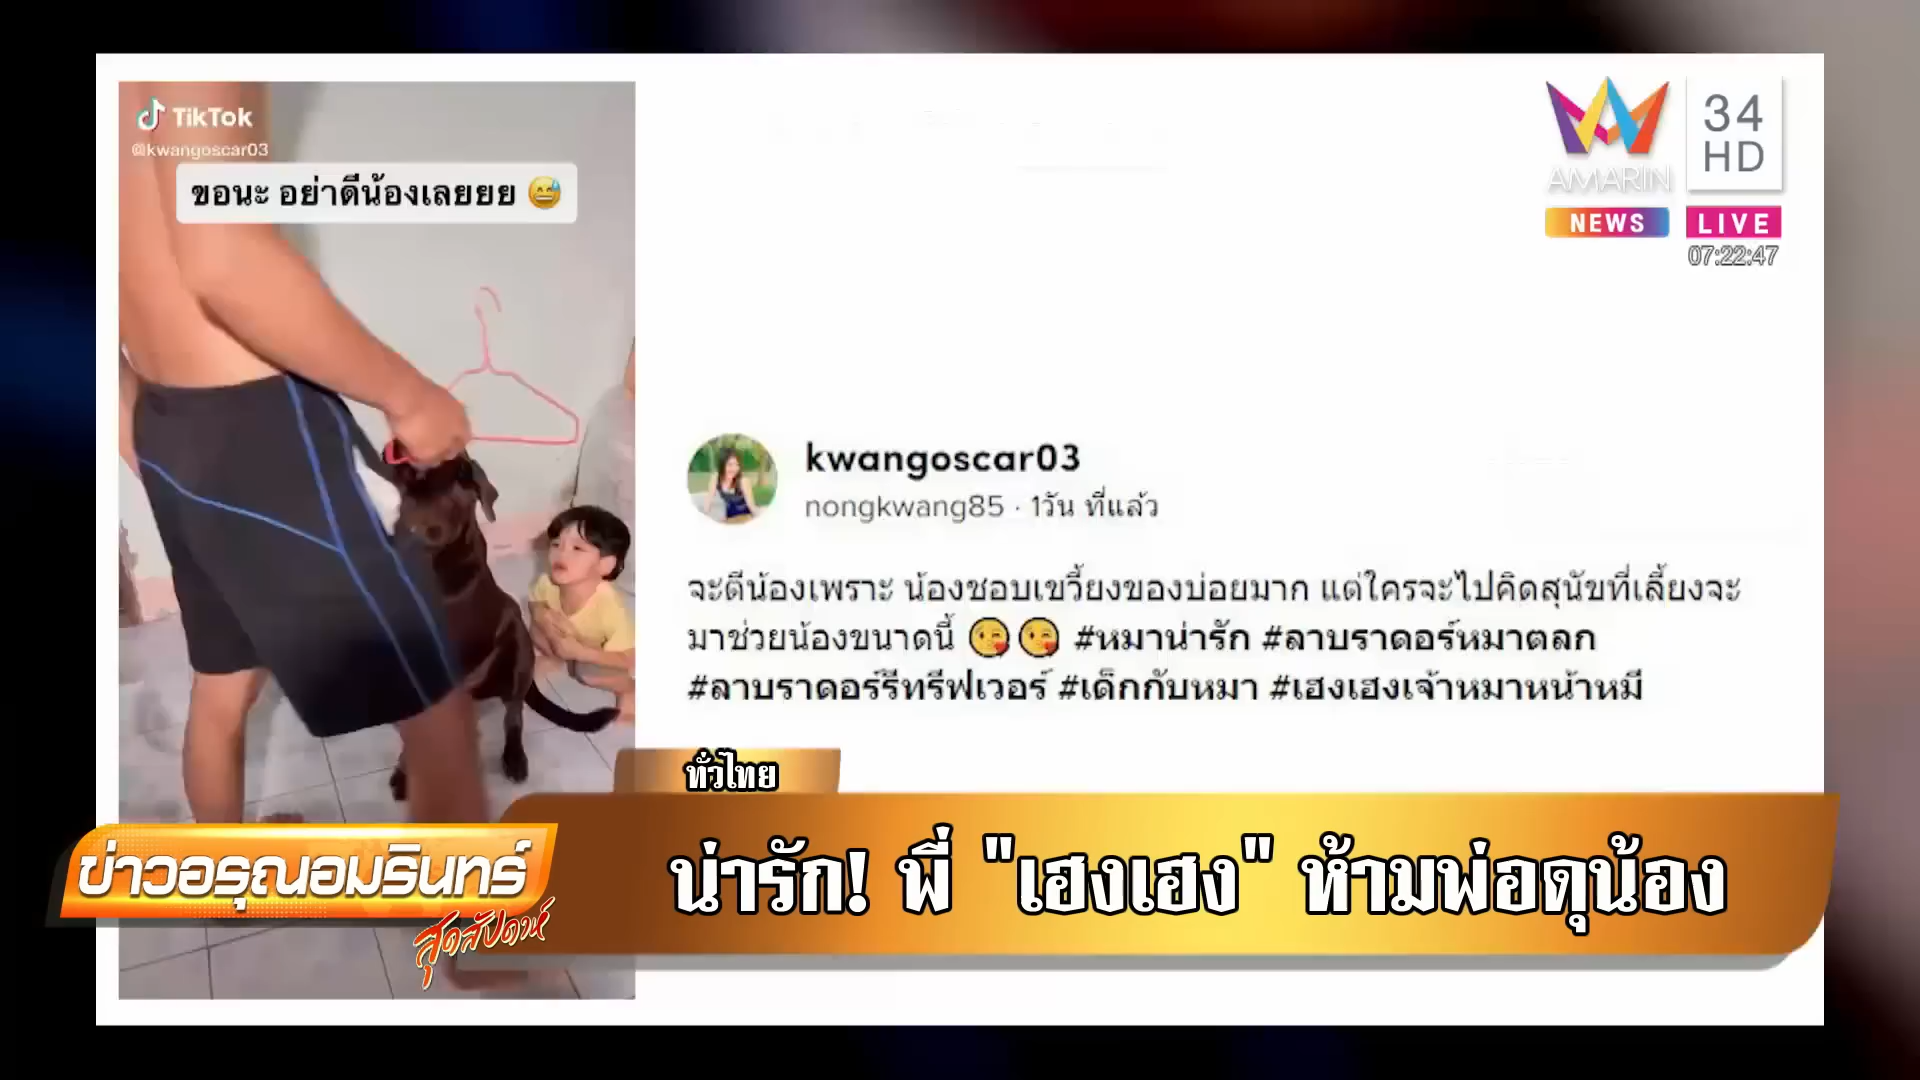 TikTok
@kwangoscar03
ขอนะ อย่าตีน้องเลยยย 😅
AMARIN
34
HD
NEWS
LIVE
07:22:47
kwangoscar03
nongkwang85 · 1วัน ที่แล้ว
จะตีน้องเพราะ น้องชอบเขวี้ยงของบ่อยมาก แต่ใครจะไปคิดสุนัขที่เลี้ยงจะ
มาช่วยน้องขนาดนี้ 😘😘 #หมาน่ารัก #ลาบราดอร์หมาตลก
#ลาบราดอร์รีทรีฟเวอร์ #เด็กกับหมา #เฮงเฮงเจ้าหมาหน้าหมี
ทั่วไทย
น่ารัก! พี่ "เฮงเฮง" ห้ามพ่อดุน้อง
ข่าวอรุณอมรินทร์
สุดสัปดาห์